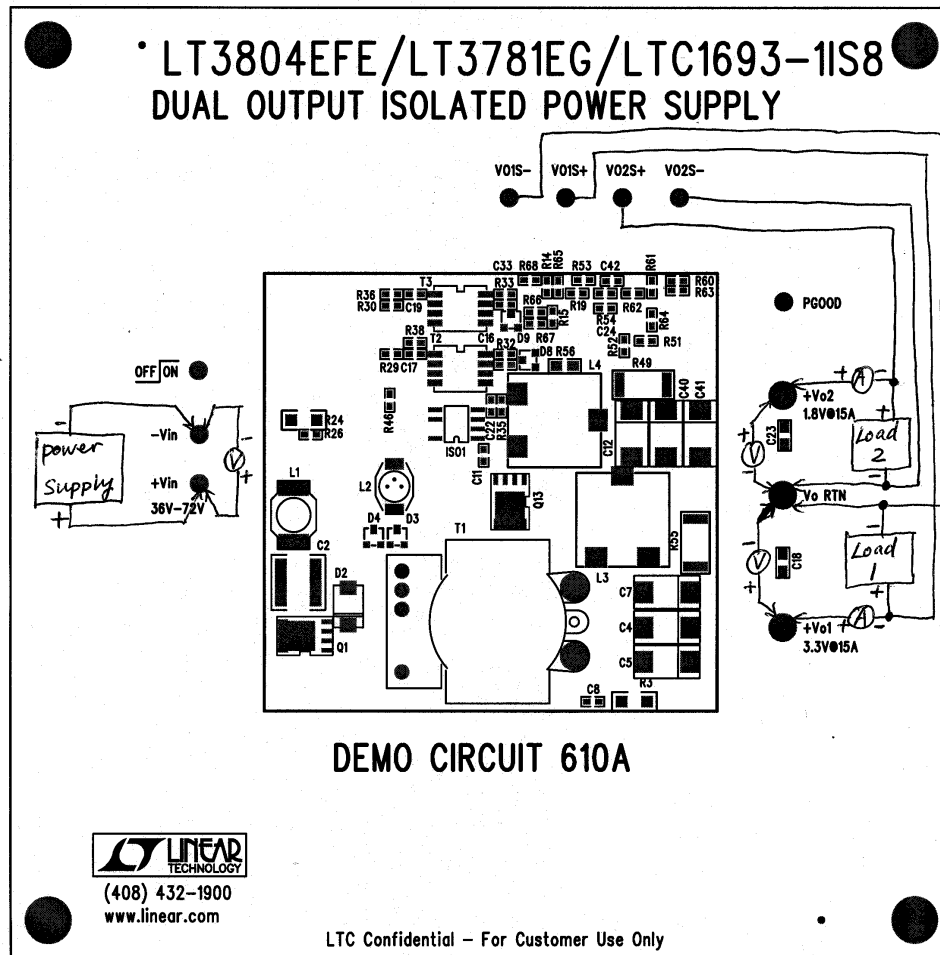 LT3804EFE/LT3781EG/LTC1693-1IS8
DUAL OUTPUT ISOLATED POWER SUPPLY
VO1S- VO1S+ VO2S+ VO2S-
C33 R68 R14 R65 R53 C42 R61
T3 R33 R60
R36 R63
R30 C19 R66 R19 R62
R54 R64
R15
C16 D9 R67 C24
R38 R52 R51
T2 R32 D8 R56 L4
R29 C17 R49 C40 C41
PGOOD
OFF ON
-Vin
+Vin
36V-72V
- power
Supply
+
-
V
+
R24
R26
R46
ISO1
C22 R35
C11
C12
L1
L2
Q13
D4 D3
T1
C2
D2
Q1
L3
R55
C7
C4
C5
C8 R3
+ A -
+Vo2
1.8V@15A
C23
+
V
-
+
Load
2
-
Vo RTN
-
V
+
C18
-
Load
1
+
+Vo1 + A -
3.3V@15A
DEMO CIRCUIT 610A
LT LINEAR
TECHNOLOGY
(408) 432-1900
www.linear.com
LTC Confidential - For Customer Use Only